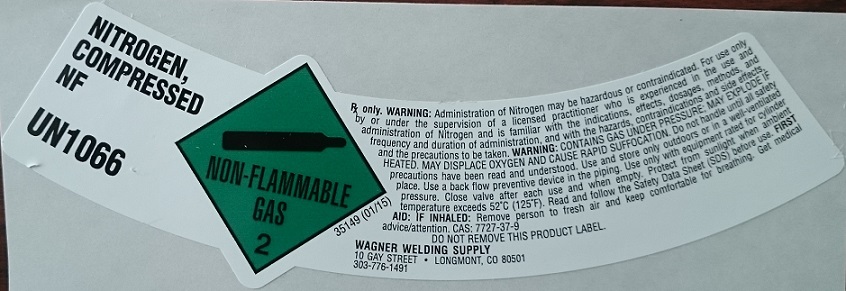 NITROGEN,
COMPRESSED
NF
UN1066
NON-FLAMMABLE
GAS
2
35149 (01/15)
℞ only. WARNING: Administration of Nitrogen may be hazardous or contraindicated. For use only
by or under the supervision of a licensed practitioner who is experienced in the use and
administration of Nitrogen and is familiar with the indications, effects, dosages, methods, and
frequency and duration of administration, and with the hazards, contraindications and side effects,
and the precautions to be taken. WARNING: CONTAINS GAS UNDER PRESSURE; MAY EXPLODE IF
HEATED. MAY DISPLACE OXYGEN AND CAUSE RAPID SUFFOCATION. Do not handle until all safety
precautions have been read and understood. Use and store only outdoors or in a well-ventilated
place. Use a back flow preventive device in the piping. Use only with equipment rated for cylinder
pressure. Close valve after each use and when empty. Protect from sunlight when ambient
temperature exceeds 52°C (125°F). Read and follow the Safety Data Sheet (SDS) before use. FIRST
AID: IF INHALED: Remove person to fresh air and keep comfortable for breathing. Get medical
advice/attention. CAS: 7727-37-9
DO NOT REMOVE THIS PRODUCT LABEL.
WAGNER WELDING SUPPLY
10 GAY STREET • LONGMONT, CO 80501
303-776-1491